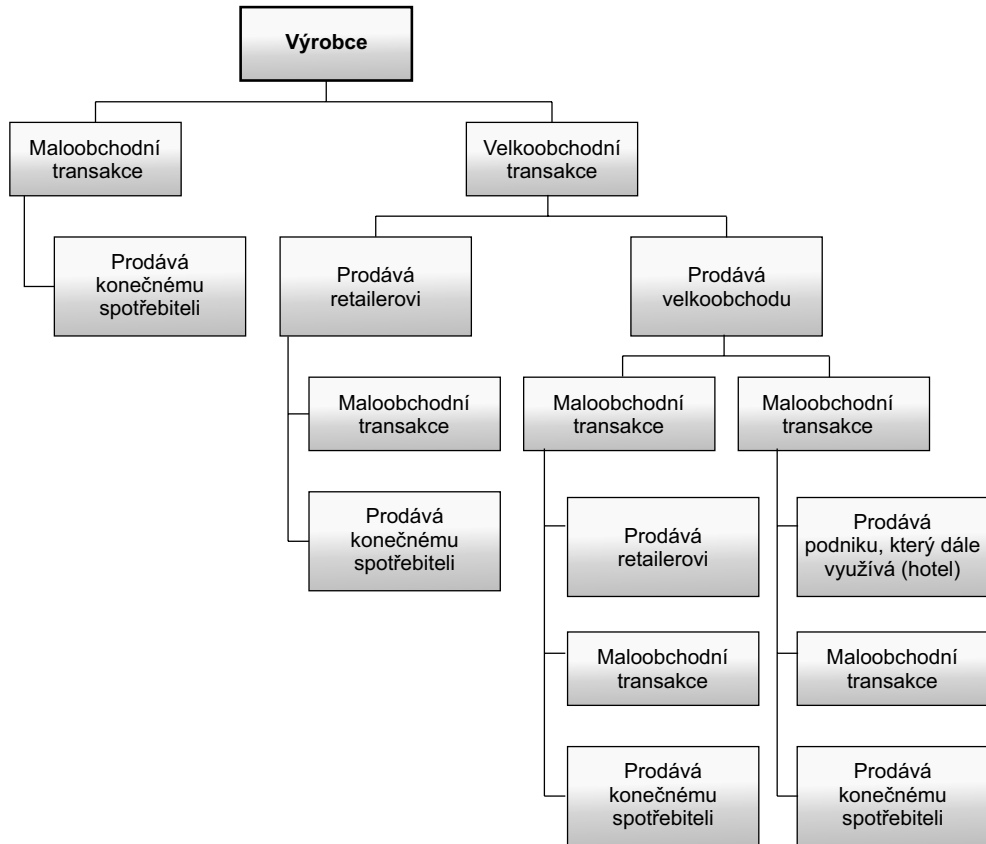 Výrobce
Maloobchodní
transakce
Velkoobchodní
transakce
Prodává
konečnému
spotřebiteli
Prodává
retailerovi
Prodává
velkoobchodu
Maloobchodní
transakce
Maloobchodní
transakce
Maloobchodní
transakce
Prodává
konečnému
spotřebiteli
Prodává
retailerovi
Prodává
podniku, který dále
využívá (hotel)
Maloobchodní
transakce
Maloobchodní
transakce
Prodává
konečnému
spotřebiteli
Prodává
konečnému
spotřebiteli